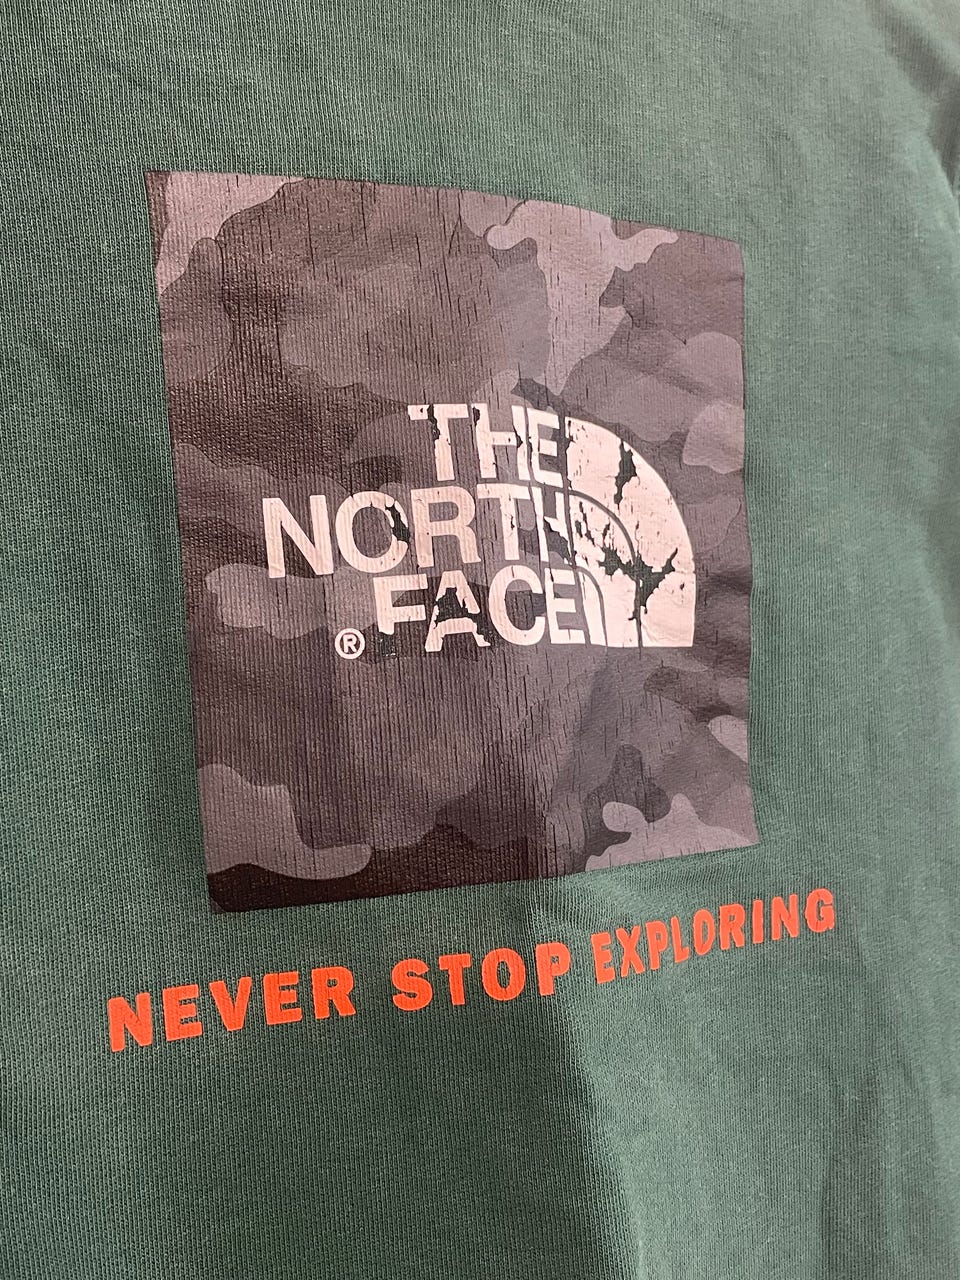 THE
NORTH
® FACE
NEVER STOP EXPLORING